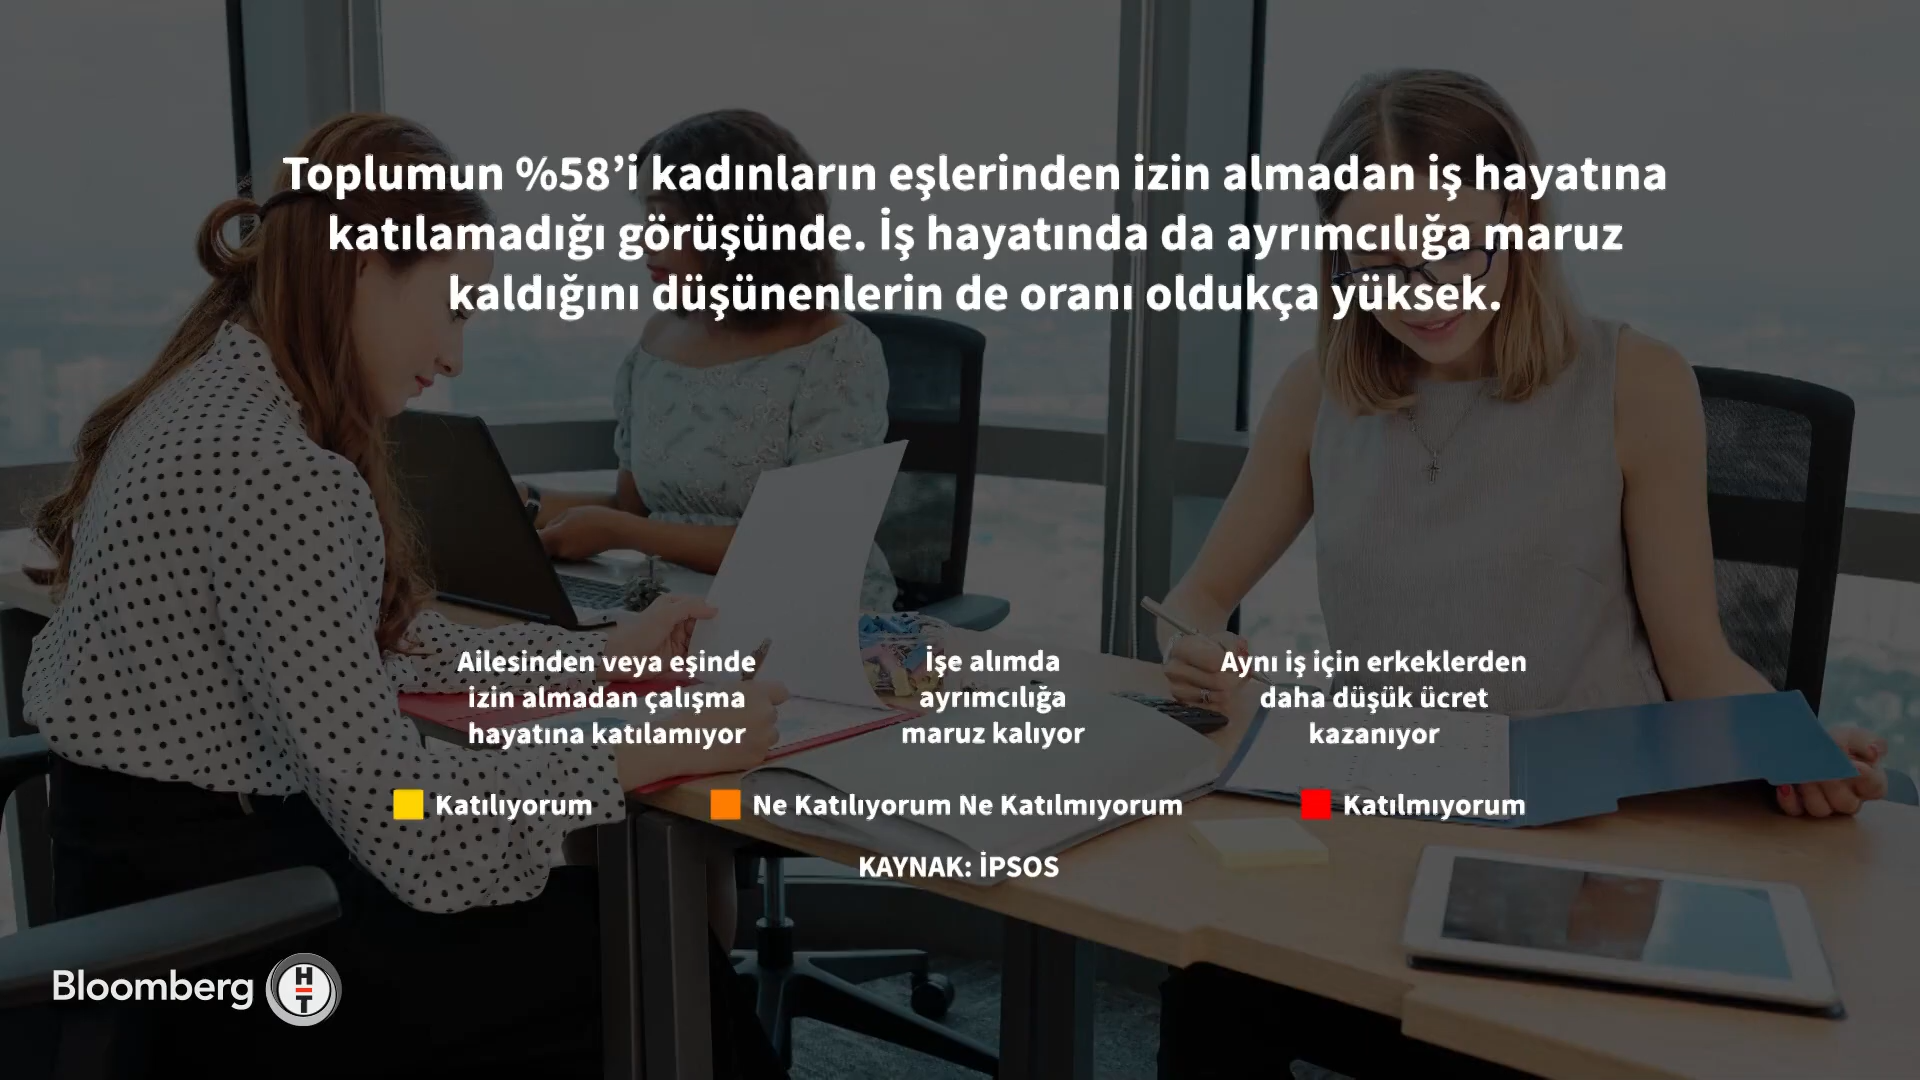 Toplumun %58’i kadınların eşlerinden izin almadan iş hayatına
katılamadığı görüşünde. İş hayatında da ayrımcılığa maruz
kaldığını düşünenlerin de oranı oldukça yüksek.
Ailesinden veya eşinde
izin almadan çalışma
hayatına katılamıyor
İşe alımda
ayrımcılığa
maruz kalıyor
Aynı iş için erkeklerden
daha düşük ücret
kazanıyor
Katılıyorum
Ne Katılıyorum Ne Katılmıyorum
Katılmıyorum
KAYNAK: İPSOS
Bloomberg HT